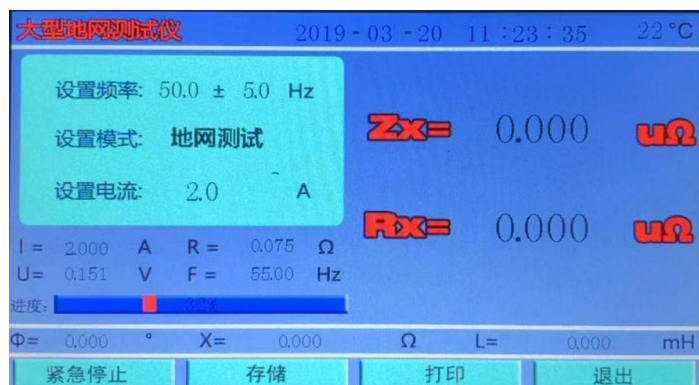 大型地网测试仪 2019-03-20 11:23:35 22°C
设置频率: 50.0 ± 5.0 Hz
设置模式: 地网测试
设置电流: 2.0 A
Zx= 0.000 uΩ
Rx= 0.000 uΩ
I = 2.000 A R = 0.075 Ω
U= 0.151 V F = 55.00 Hz
进度: 32%
Φ= 0.000 ° X= 0.000 Ω L= 0.000 mH
紧急停止 存储 打印 退出